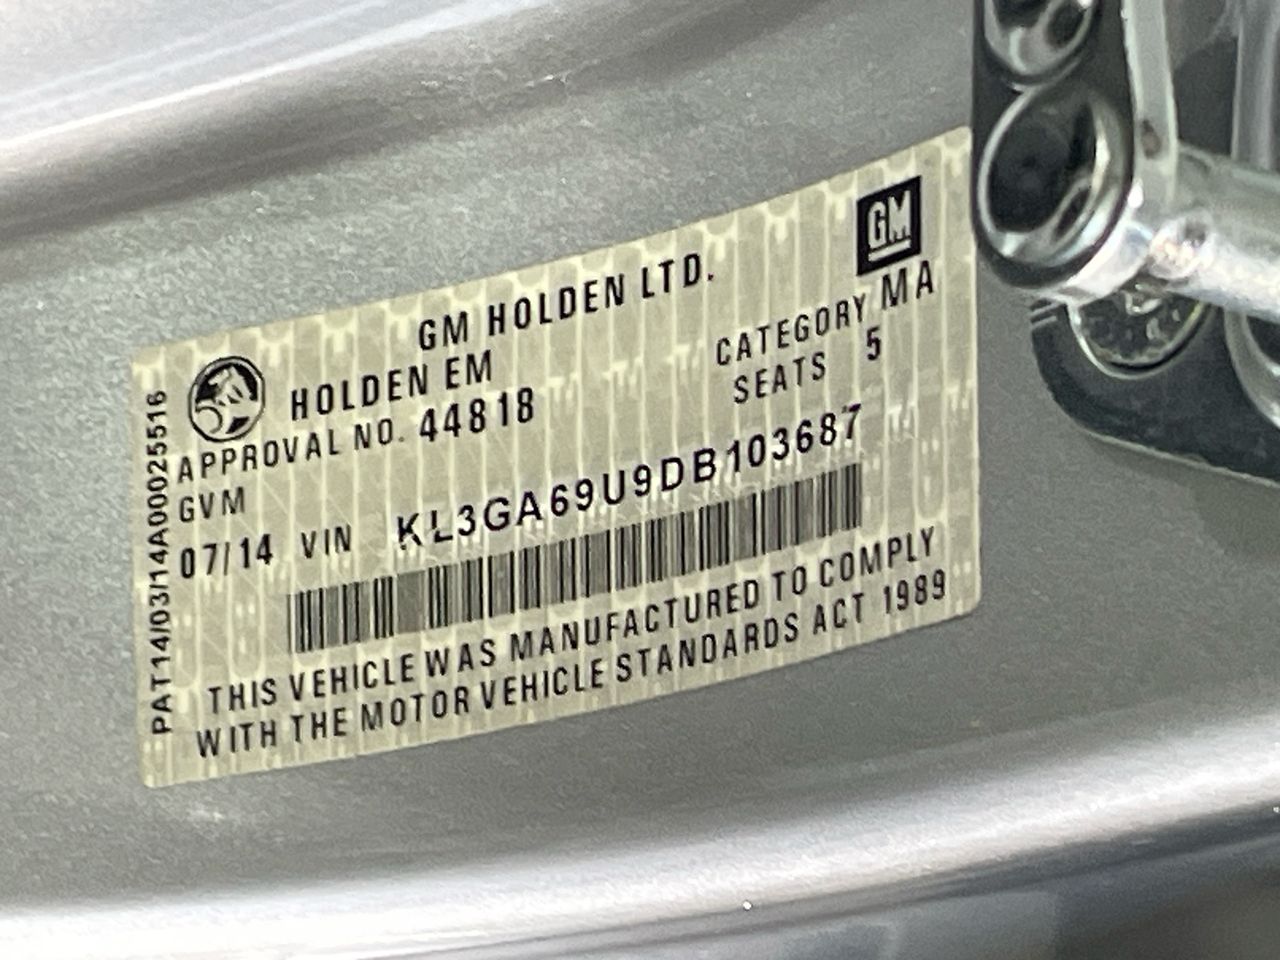 GM HOLDEN LTD.
GM
HOLDEN EM
CATEGORY MA
APPROVAL NO. 44818
SEATS 5
GVM
07/14 VIN KL3GA69U9DB103687
THIS VEHICLE WAS MANUFACTURED TO COMPLY
WITH THE MOTOR VEHICLE STANDARDS ACT 1989
PAT14/03/14A00025516